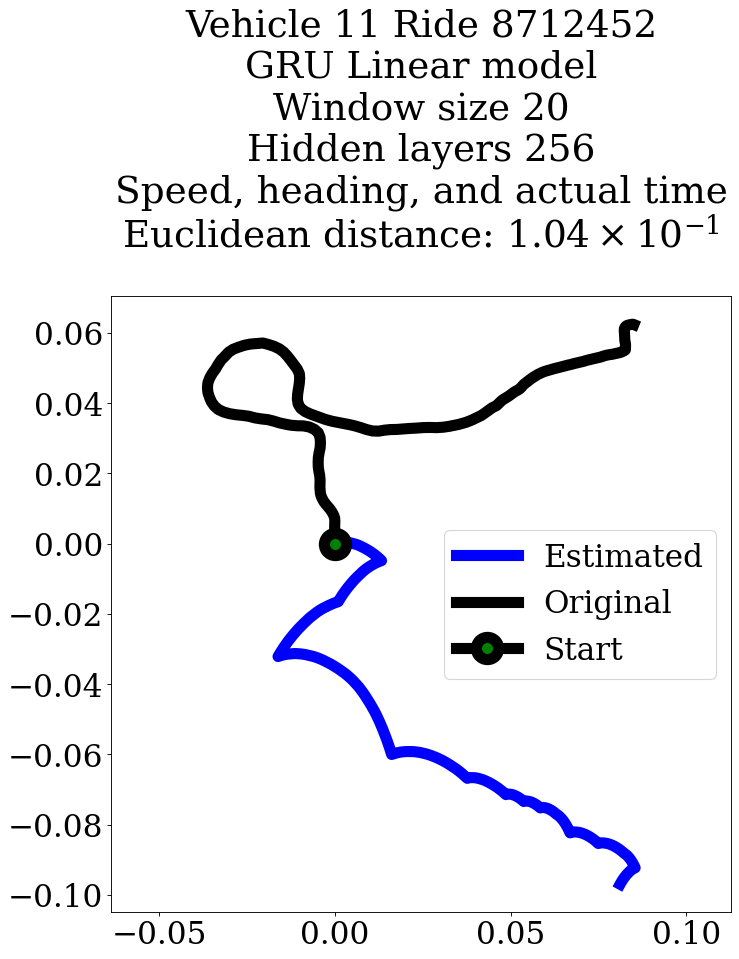 Vehicle 11 Ride 8712452
GRU Linear model
Window size 20
Hidden layers 256
Speed, heading, and actual time
Euclidean distance: 1.04 × 10⁻¹
0.06
0.04
0.02
0.00
−0.02
−0.04
−0.06
−0.08
−0.10
Estimated
Original
Start
−0.05
0.00
0.05
0.10